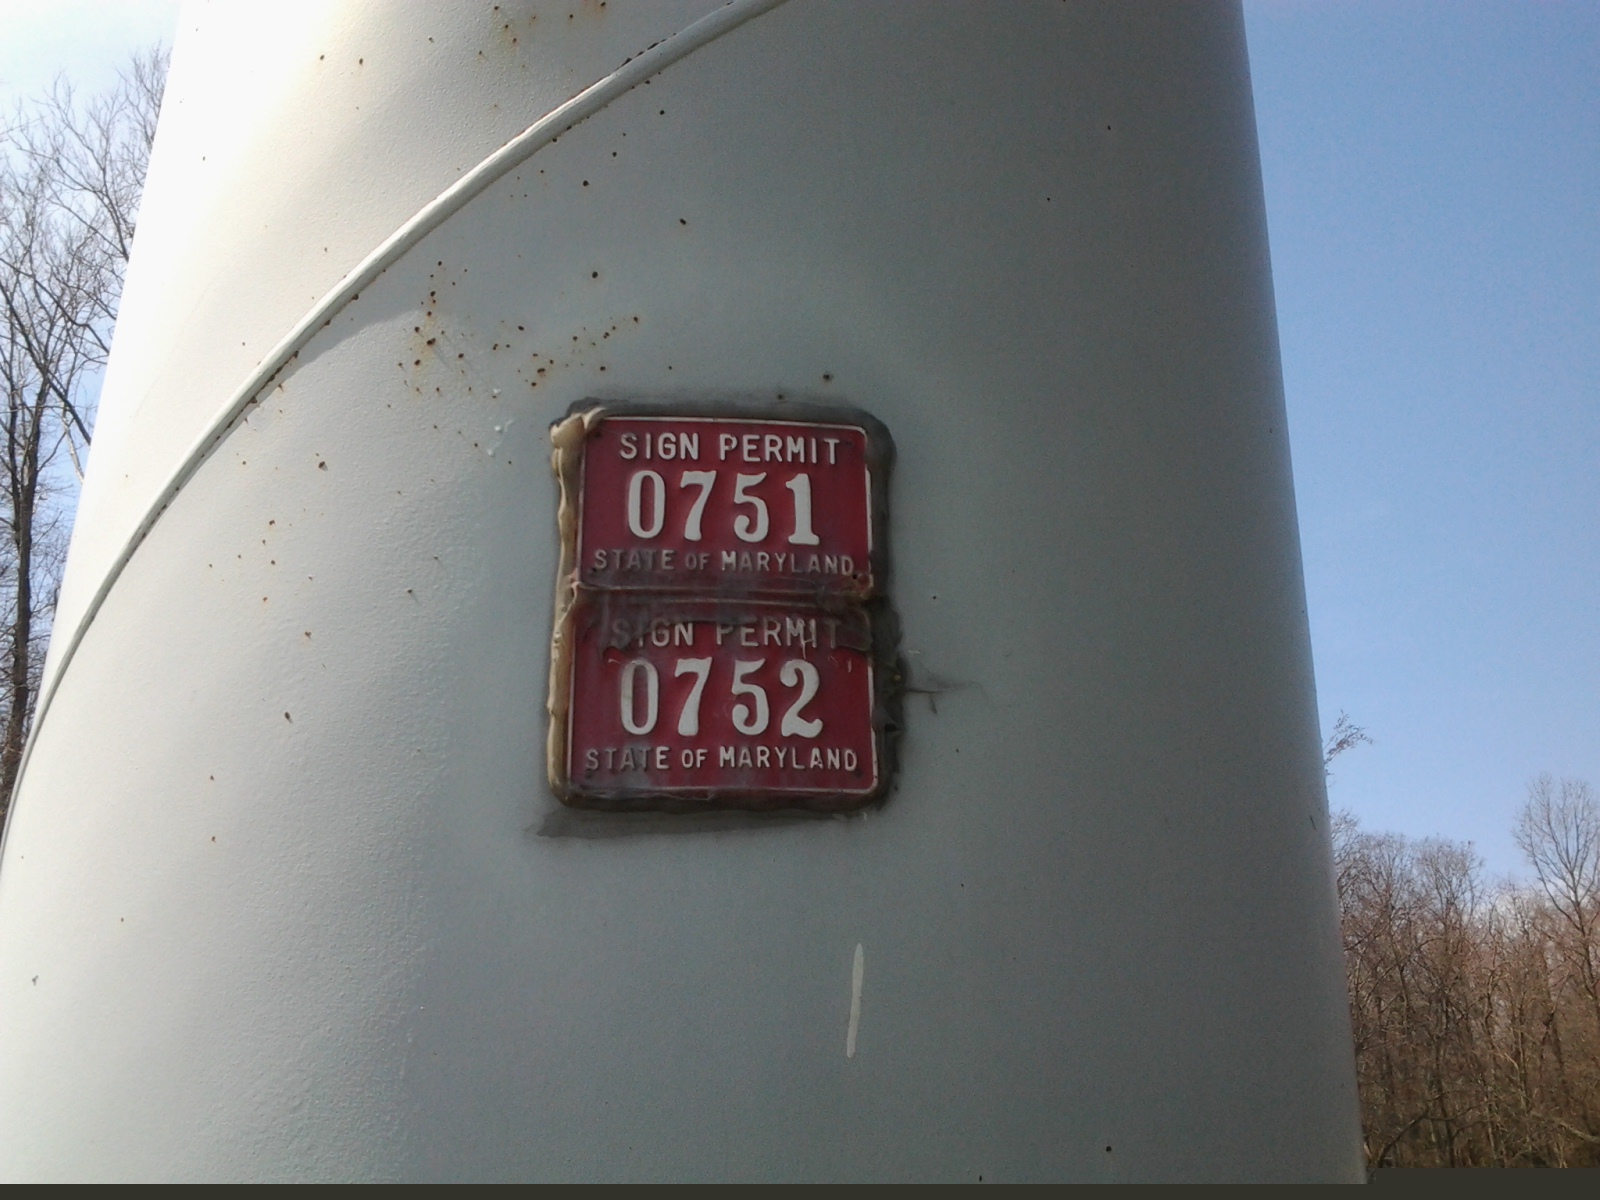 SIGN PERMIT
0751
STATE OF MARYLAND
SIGN PERMIT
0752
STATE OF MARYLAND